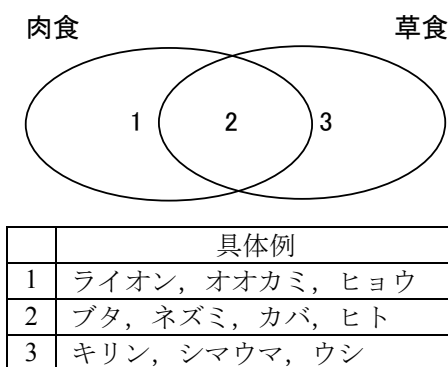 肉食 草食
1 2 3
具体例
1 ライオン，オオカミ，ヒョウ
2 ブタ，ネズミ，カバ，ヒト
3 キリン，シマウマ，ウシ